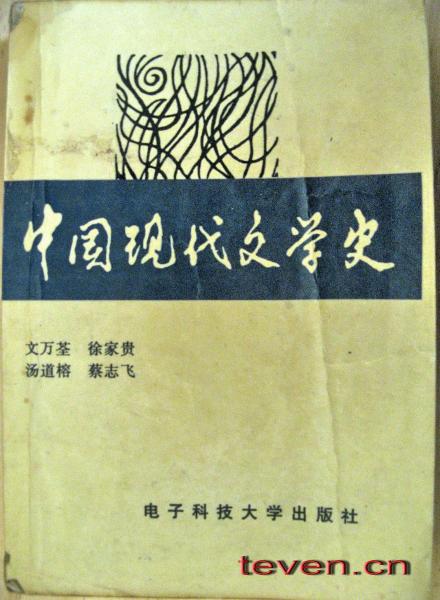 中国现代文学史
文万荃 徐家贵
汤道榕 蔡志飞
电子科技大学出版社
teven.cn